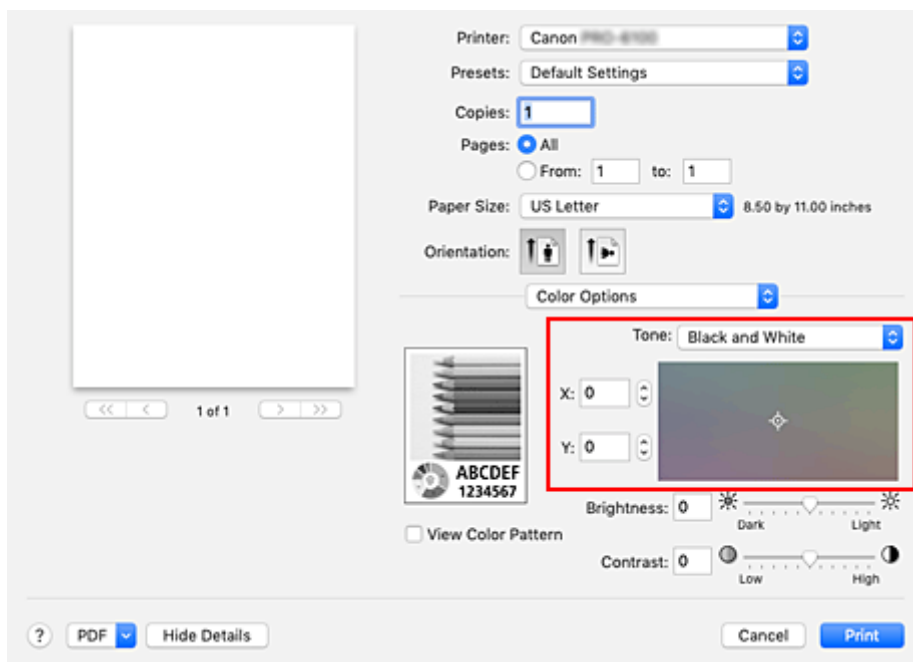 Printer: Canon
Presets: Default Settings
Copies: 1
Pages: All
From: 1 to: 1
Paper Size: US Letter 8.50 by 11.00 inches
Orientation:
Color Options
Tone: Black and White
X: 0
Y: 0
ABCDEF
1234567
<< < 1 of 1 > >>
Brightness: 0
Dark Light
View Color Pattern
Contrast: 0
Low High
? PDF Hide Details Cancel Print